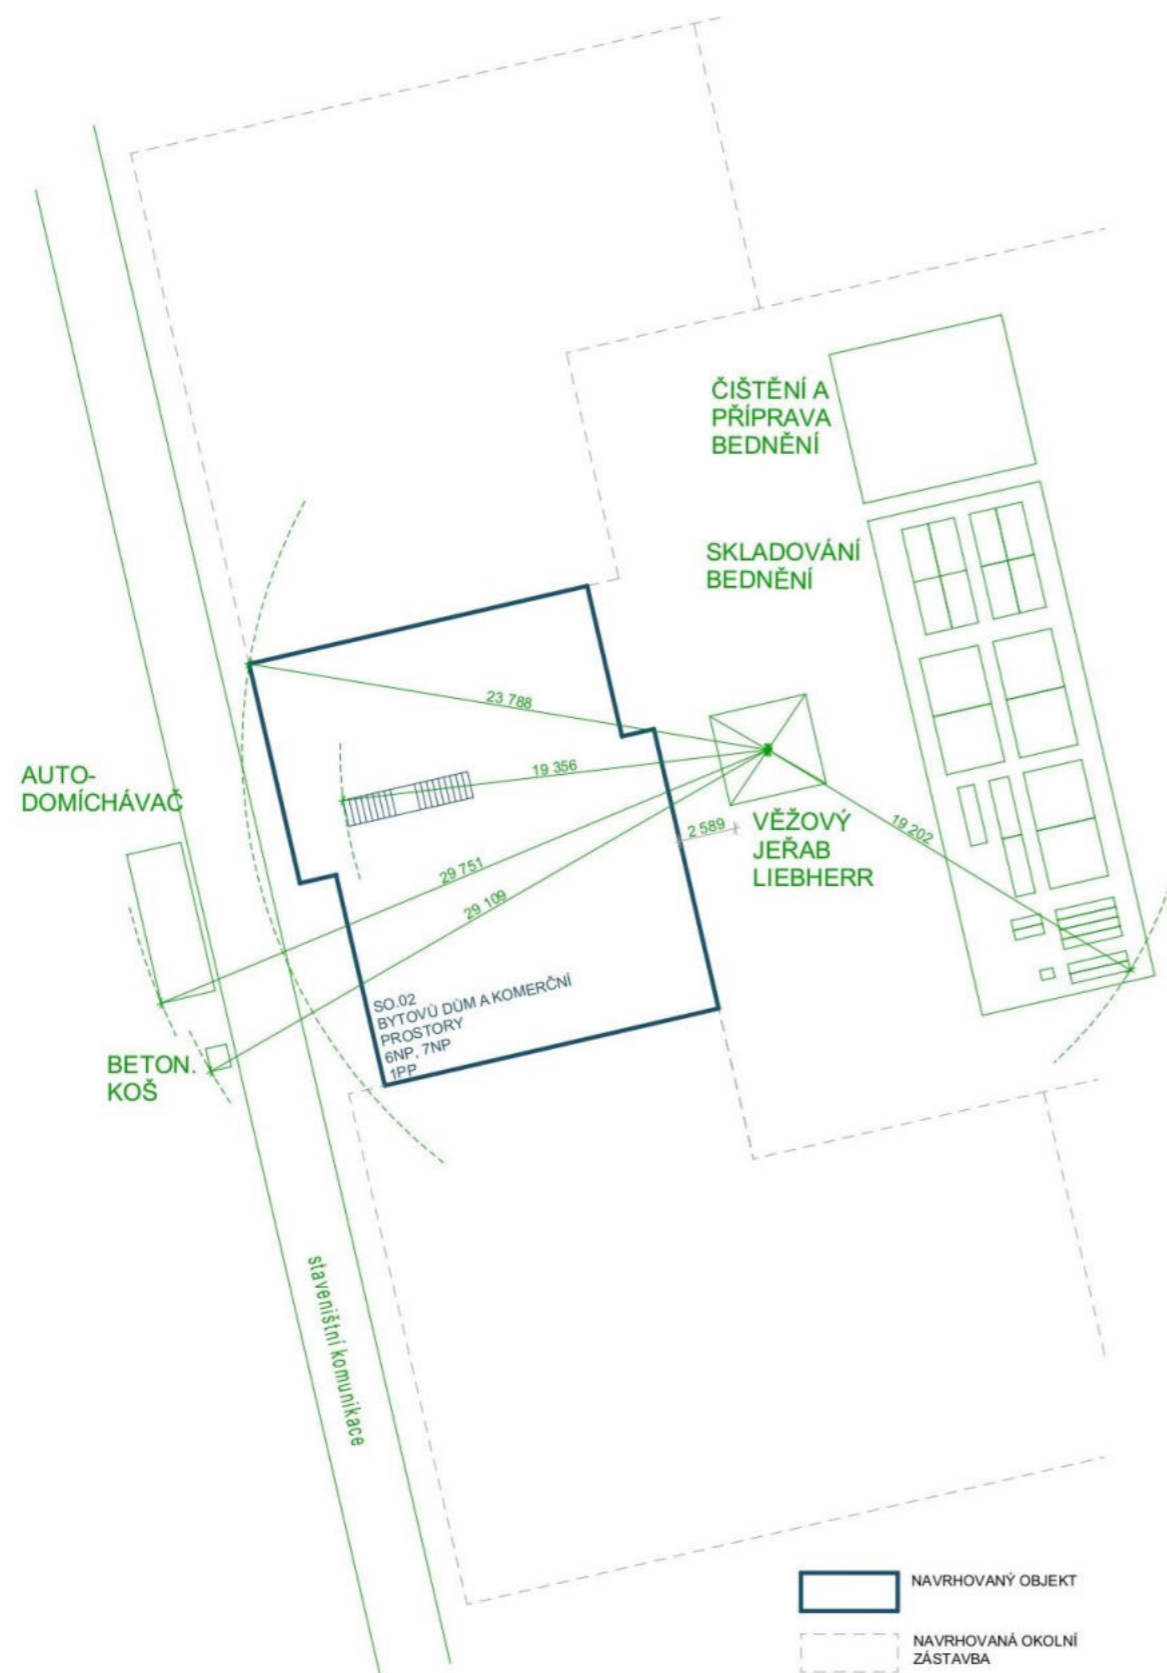 ČIŠTĚNÍ A
PŘÍPRAVA
BEDNĚNÍ
SKLADOVÁNÍ
BEDNĚNÍ
23 788
19 356
AUTO-
DOMÍCHÁVAČ
2 589
VĚŽOVÝ
JEŘAB
LIEBHERR
19 202
29 751
29 109
SO.02
BYTOVÙ DÙM A KOMERČNÍ
PROSTORY
6NP, 7NP
1PP
BETON.
KOŠ
staveništní komunikace
NAVRHOVANÝ OBJEKT
NAVRHOVANÁ OKOLNÍ
ZÁSTAVBA